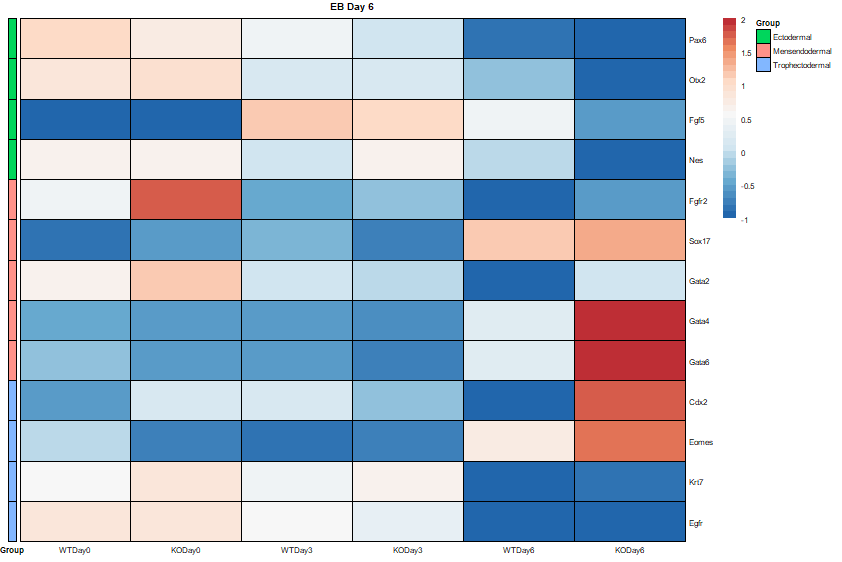 EB Day 6
Pax6
Otx2
Fgf5
Nes
Fgfr2
Sox17
Gata2
Gata4
Gata6
Cdx2
Eomes
Krt7
Egfr
Group
WTDay0
KODay0
WTDay3
KODay3
WTDay6
KODay6
2
1.5
1
0.5
0
-0.5
-1
Group
Ectodermal
Mensendodermal
Trophectodermal